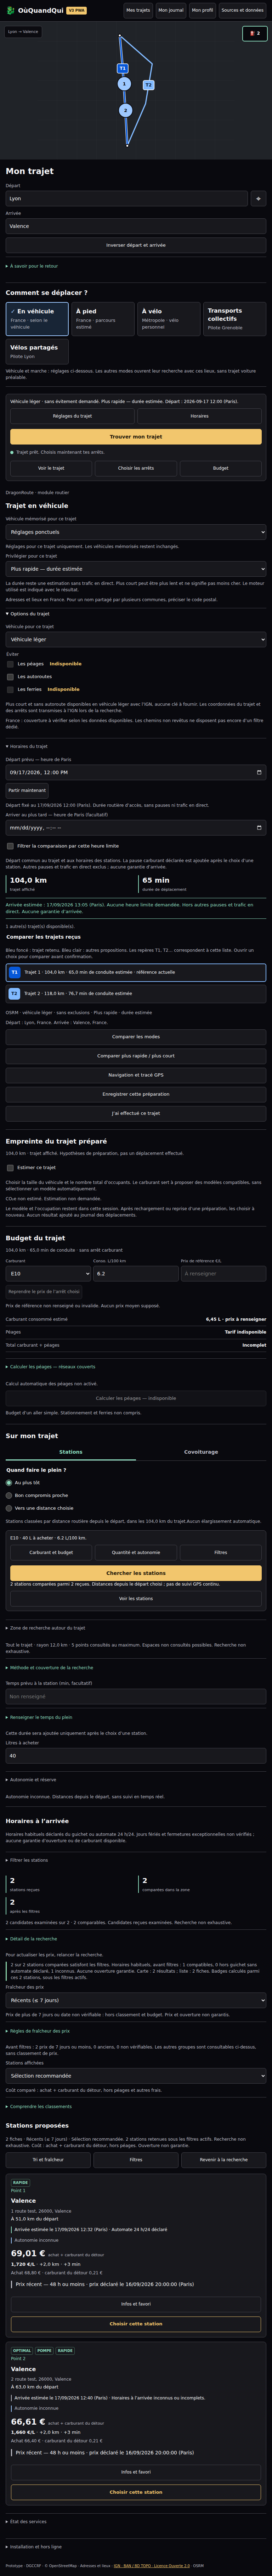 OùQuandQui V3 PWA
Mes trajets
Mon journal
Mon profil
Sources et données
Lyon → Valence
2
T1
T2
1
2
Mon trajet
Départ
Lyon
Arrivée
Valence
Inverser départ et arrivée
À savoir pour le retour
Comment se déplacer ?
✓ En véhicule
France · selon le véhicule
À pied
France · parcours estimé
À vélo
Métropole · vélo personnel
Transports collectifs
Pilote Grenoble
Vélos partagés
Pilote Lyon
Véhicule et marche : réglages ci-dessous. Les autres modes ouvrent leur recherche avec ces lieux, sans trajet voiture préalable.
Véhicule léger · sans évitement demandé. Plus rapide — durée estimée. Départ : 2026-09-17 12:00 (Paris).
Réglages du trajet
Horaires
Trouver mon trajet
Trajet prêt. Choisis maintenant les arrêts.
Voir le trajet
Choisir les arrêts
Budget
DragonRoute · module routier
Trajet en véhicule
Véhicule mémorisé pour ce trajet
Réglages ponctuels
Réglages pour ce trajet uniquement. Les véhicules mémorisés restent inchangés.
Privilégier pour ce trajet
Plus rapide — durée estimée
La durée reste une estimation sans trafic en direct. Plus court peut être plus lent et ne signifie pas moins cher. Le moteur utilisé est indiqué avec le résultat.
Adresses et lieux en France. Pour un nom partagé par plusieurs communes, préciser le code postal.
Options du trajet
Véhicule pour ce trajet
Véhicule léger
Éviter
Les péages Indisponible
Les autoroutes
Les ferries Indisponible
Plus court et sans autoroute disponibles en véhicule léger avec l'IGN, aucune clé à fournir. Les coordonnées du trajet et vos arrêts sont transmises à l'IGN lors de la recherche.
France : couverture à vérifier selon les données disponibles. Les chemins non revêtus ne disposent pas encore d'un filtre dédié.
Horaires du trajet
Départ prévu — heure de Paris
09/17/2026, 12:00 PM
Partir maintenant
Départ fixé au 17/09/2026 12:00 (Paris). Durée routière d'accès, sans pauses ni trafic en direct.
Arriver au plus tard — heure de Paris (facultatif)
mm/dd/yyyy, --:-- --
Filtrer la comparaison par cette heure limite
Départ commun au trajet et aux horaires des stations. La pause carburant déclarée est ajoutée après le choix d'une station. Autres pauses et trafic en direct exclus ; aucune garantie d'arrivée.
104,0 km
trajet affiché
65 min
durée de déplacement
Arrivée estimée : 17/09/2026 13:05 (Paris). Aucune heure limite demandée. Hors autres pauses et trafic en direct. Aucune garantie d'arrivée.
1 autre(s) trajet(s) disponible(s).
Comparer les trajets reçus
Bleu foncé : trajet retenu. Bleu clair : autres propositions. Les repères T1, T2… correspondent à cette liste. Ouvrir un choix pour comparer avant confirmation.
T1 Trajet 1 · 104,0 km · 65,0 min de conduite estimée · référence actuelle
T2 Trajet 2 · 118,0 km · 76,7 min de conduite estimée
OSRM · véhicule léger · sans exclusions · Plus rapide · durée estimée
Départ : Lyon, France. Arrivée : Valence, France.
Comparer les modes
Comparer plus rapide / plus court
Navigation et tracé GPS
Enregistrer cette préparation
J'ai effectué ce trajet
Empreinte du trajet préparé
104,0 km · trajet affiché. Hypothèses de préparation, pas un déplacement effectué.
Estimer ce trajet
Choisir la taille du véhicule et le nombre total d'occupants. Le carburant sert à proposer des modèles compatibles, sans sélectionner un modèle automatiquement.
CO₂e non estimé. Estimation non demandée.
Le modèle et l'occupation restent dans cette session. Après rechargement ou reprise d'une préparation, les choisir à nouveau. Aucun résultat ajouté au journal des déplacements.
Budget du trajet
104,0 km · 65,0 min de conduite · sans arrêt carburant
Carburant
E10
Conso. L/100 km
6.2
Prix de référence €/L
À renseigner
Reprendre le prix de l'arrêt choisi
Prix de référence non renseigné ou invalide. Aucun prix moyen supposé.
Carburant consommé estimé
6,45 L · prix à renseigner
Péages
Tarif indisponible
Total carburant + péages
Incomplet
Calculer les péages — réseaux couverts
Calcul automatique des péages non activé.
Calculer les péages — indisponible
Budget d'un aller simple. Stationnement et ferries non compris.
Sur mon trajet
Stations
Covoiturage
Quand faire le plein ?
Au plus tôt
Bon compromis proche
Vers une distance choisie
Stations classées par distance routière depuis le départ, dans les 104,0 km du trajet.Aucun élargissement automatique.
E10 · 40 L à acheter · 6.2 L/100 km.
Carburant et budget
Quantité et autonomie
Filtres
Chercher les stations
2 stations comparées parmi 2 reçues. Distances depuis le départ choisi ; pas de suivi GPS continu.
Voir les stations
Zone de recherche autour du trajet
Tout le trajet · rayon 12,0 km · 5 points consultés au maximum. Espaces non consultés possibles. Recherche non exhaustive.
Méthode et couverture de la recherche
Temps prévu à la station (min, facultatif)
Non renseigné
Renseigner le temps du plein
Cette durée sera ajoutée uniquement après le choix d'une station.
Litres à acheter
40
Autonomie et réserve
Autonomie inconnue. Distances depuis le départ, sans suivi en temps réel.
Horaires à l'arrivée
Horaires habituels déclarés du guichet ou automate 24 h/24. Jours fériés et fermetures exceptionnelles non vérifiés ; aucune garantie d'ouverture ou de carburant disponible.
Filtrer les stations
2
stations reçues
2
comparées dans la zone
2
après les filtres
2 candidates examinées sur 2 · 2 comparables. Candidates reçues examinées. Recherche non exhaustive.
Détail de la recherche
Pour actualiser les prix, relancer la recherche.
2 sur 2 stations comparées satisfont les filtres. Horaires habituels, avant filtres : 1 compatibles, 0 hors guichet sans automate déclaré, 1 inconnus. Aucune ouverture garantie. Carte : 2 résultats ; liste : 2 fiches. Badges calculés parmi ces 2 stations, sous les filtres actifs.
Fraîcheur des prix
Récents (≤ 7 jours)
Prix de plus de 7 jours ou date non vérifiable : hors classement et budget. Prix et ouverture non garantis.
Règles de fraîcheur des prix
Avant filtres : 2 prix de 7 jours ou moins, 0 anciens, 0 non vérifiables. Les autres groupes sont consultables ci-dessus, sans classement de prix.
Stations affichées
Sélection recommandée
Coût comparé : achat + carburant du détour, hors péages et autres frais.
Comprendre les classements
Stations proposées
2 fiches · Récents (≤ 7 jours) · Sélection recommandée. 2 stations retenues sous les filtres actifs. Recherche non exhaustive. Coût : achat + carburant du détour, hors péages. Ouverture non garantie.
Tri et fraîcheur
Filtres
Revenir à la recherche
RAPIDE
Point 1
Valence
1 route test, 26000, Valence
À 51,0 km du départ
Arrivée estimée le 17/09/2026 12:32 (Paris) · Automate 24 h/24 déclaré
Autonomie inconnue
69,01 € achat + carburant du détour
1,720 €/L · +2,0 km · +3 min
Achat 68,80 € · carburant du détour 0,21 €
Prix récent — 48 h ou moins · prix déclaré le 16/09/2026 20:00:00 (Paris)
Infos et favori
Choisir cette station
OPTIMAL POMPE RAPIDE
Point 2
Valence
2 route test, 26000, Valence
À 63,0 km du départ
Arrivée estimée le 17/09/2026 12:40 (Paris) · Horaires à l'arrivée inconnus ou incomplets.
Autonomie inconnue
66,61 € achat + carburant du détour
1,660 €/L · +2,0 km · +3 min
Achat 66,40 € · carburant du détour 0,21 €
Prix récent — 48 h ou moins · prix déclaré le 16/09/2026 20:00:00 (Paris)
Infos et favori
Choisir cette station
État des services
Installation et hors ligne
Prototype · DGCCRF · © OpenStreetMap · Adresses et lieux : IGN · BAN / BD TOPO · Licence Ouverte 2.0 · OSRM